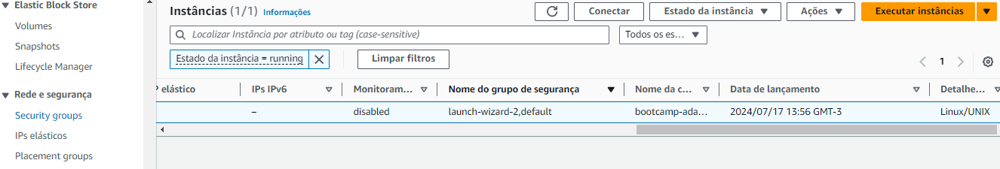 Elastic Block Store
Volumes
Snapshots
Lifecycle Manager
Rede e segurança
Security groups
IPs elásticos
Placement groups
Instâncias (1/1) Informações
Conectar Estado da instância Ações Executar instâncias
Localizar Instância por atributo ou tag (case-sensitive) Todos os es...
Estado da instância = running Limpar filtros 1
elástico IPs IPv6 Monitoram... Nome do grupo de segurança Nome da c... Data de lançamento Detalhe...
– disabled launch-wizard-2,default bootcamp-ada... 2024/07/17 13:56 GMT-3 Linux/UNIX